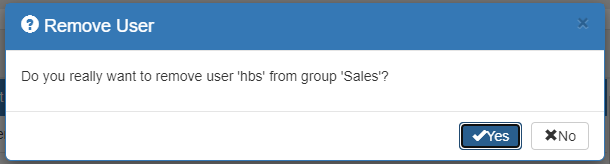 Remove User
Do you really want to remove user 'hbs' from group 'Sales'?
Yes
No